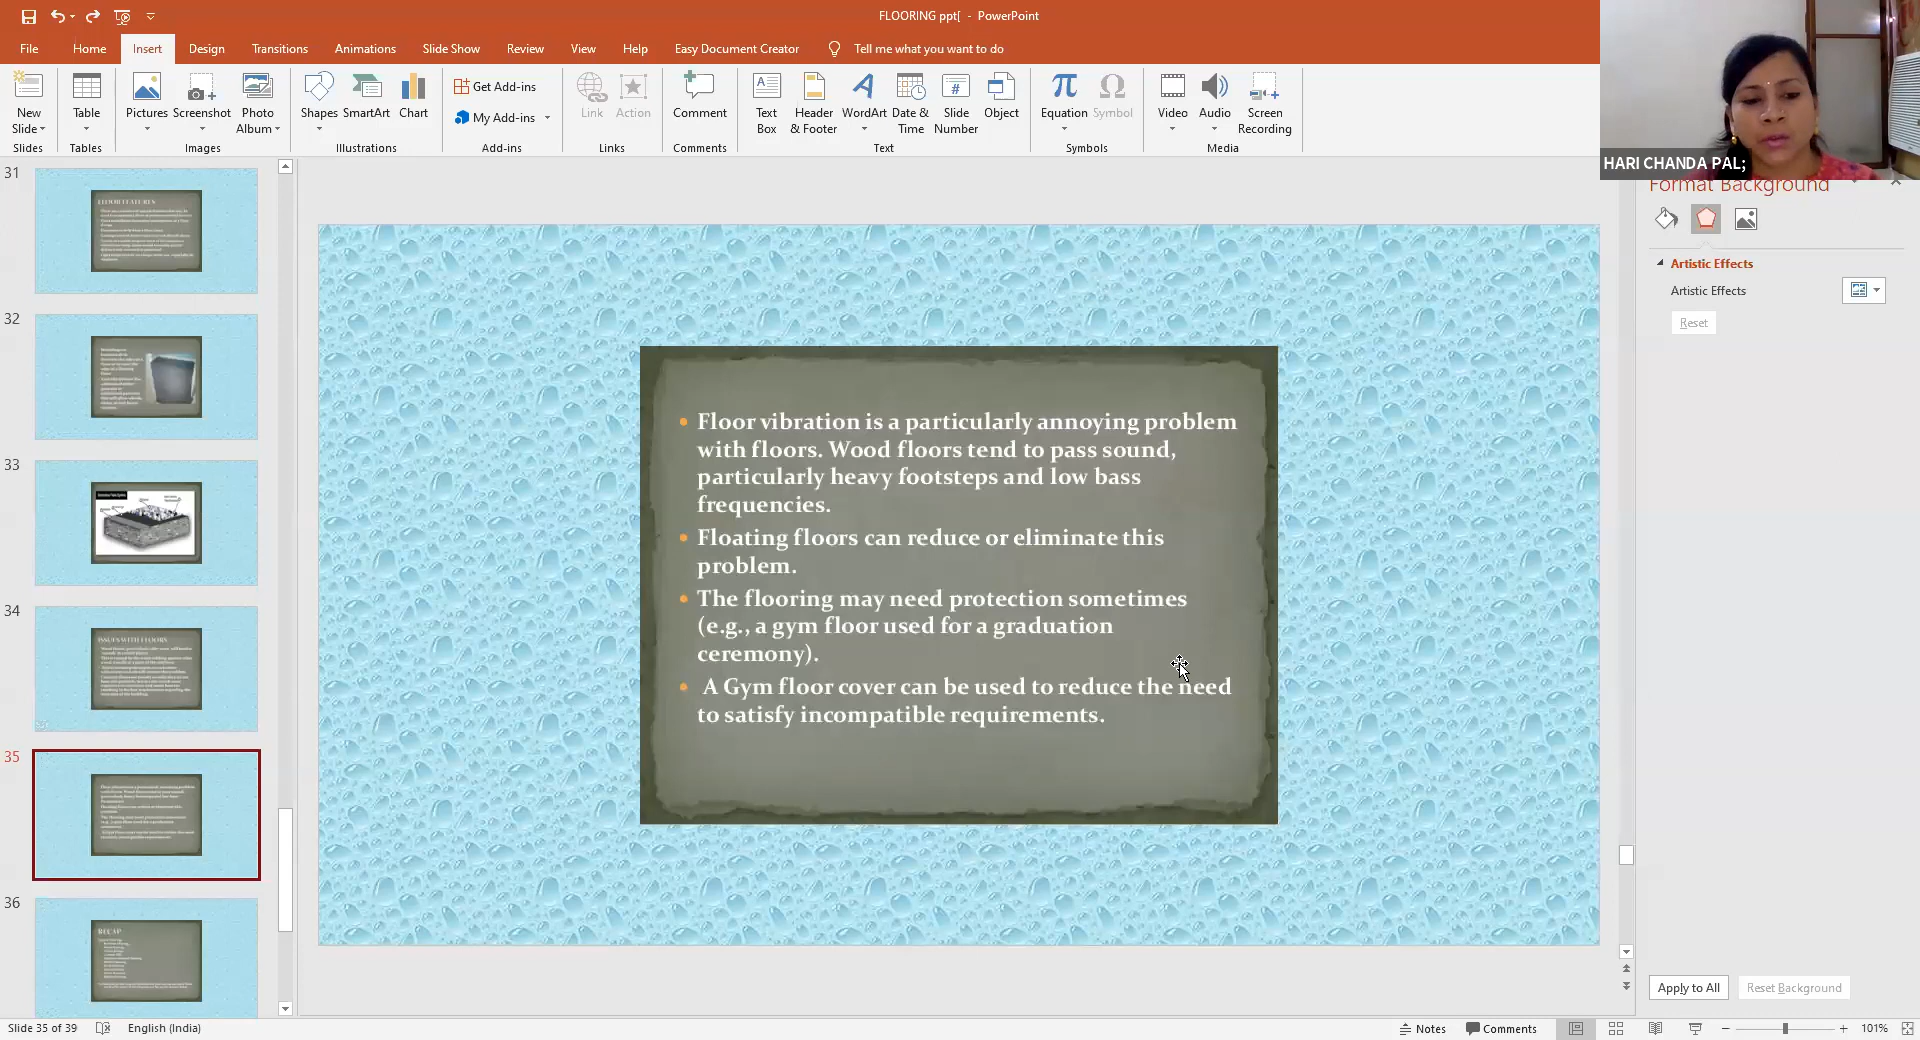 FLOORING ppt[ - PowerPoint
File Home Insert Design Transitions Animations Slide Show Review View Help Easy Document Creator Tell me what you want to do
New Slide
Table
Pictures
Screenshot
Photo Album
Shapes
SmartArt
Chart
Get Add-ins
My Add-ins
Link
Action
Comment
Text Box
Header & Footer
WordArt
Date & Time
Slide Number
Object
Equation
Symbol
Video
Audio
Screen Recording
Slides Tables Images Illustrations Add-ins Links Comments Text Symbols Media
HARI CHANDA PAL;
31
FLOOR FEATURES
32
33
34
ISSUES WITH FLOORS
35
36
RECAP
Floor vibration is a particularly annoying problem
with floors. Wood floors tend to pass sound,
particularly heavy footsteps and low bass
frequencies.
Floating floors can reduce or eliminate this
problem.
The flooring may need protection sometimes
(e.g., a gym floor used for a graduation
ceremony).
A Gym floor cover can be used to reduce the need
to satisfy incompatible requirements.
Format Background
Artistic Effects
Artistic Effects
Reset
Apply to All
Reset Background
Slide 35 of 39
English (India)
Notes
Comments
101%